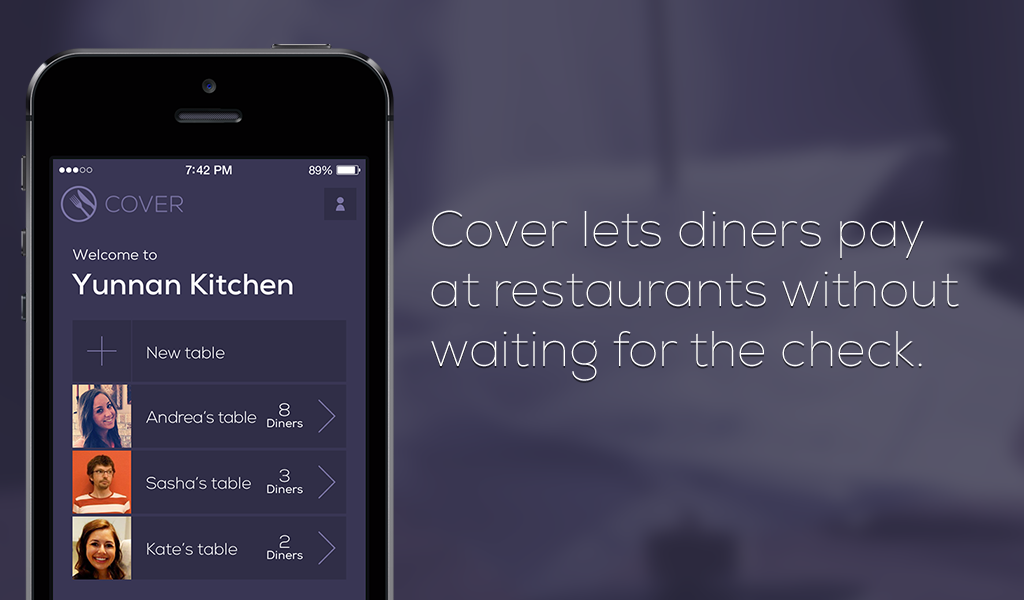 7:42 PM 89%
COVER
Welcome to
Yunnan Kitchen
New table
Andrea's table 8 Diners
Sasha's table 3 Diners
Kate's table 2 Diners
Cover lets diners pay
at restaurants without
waiting for the check.